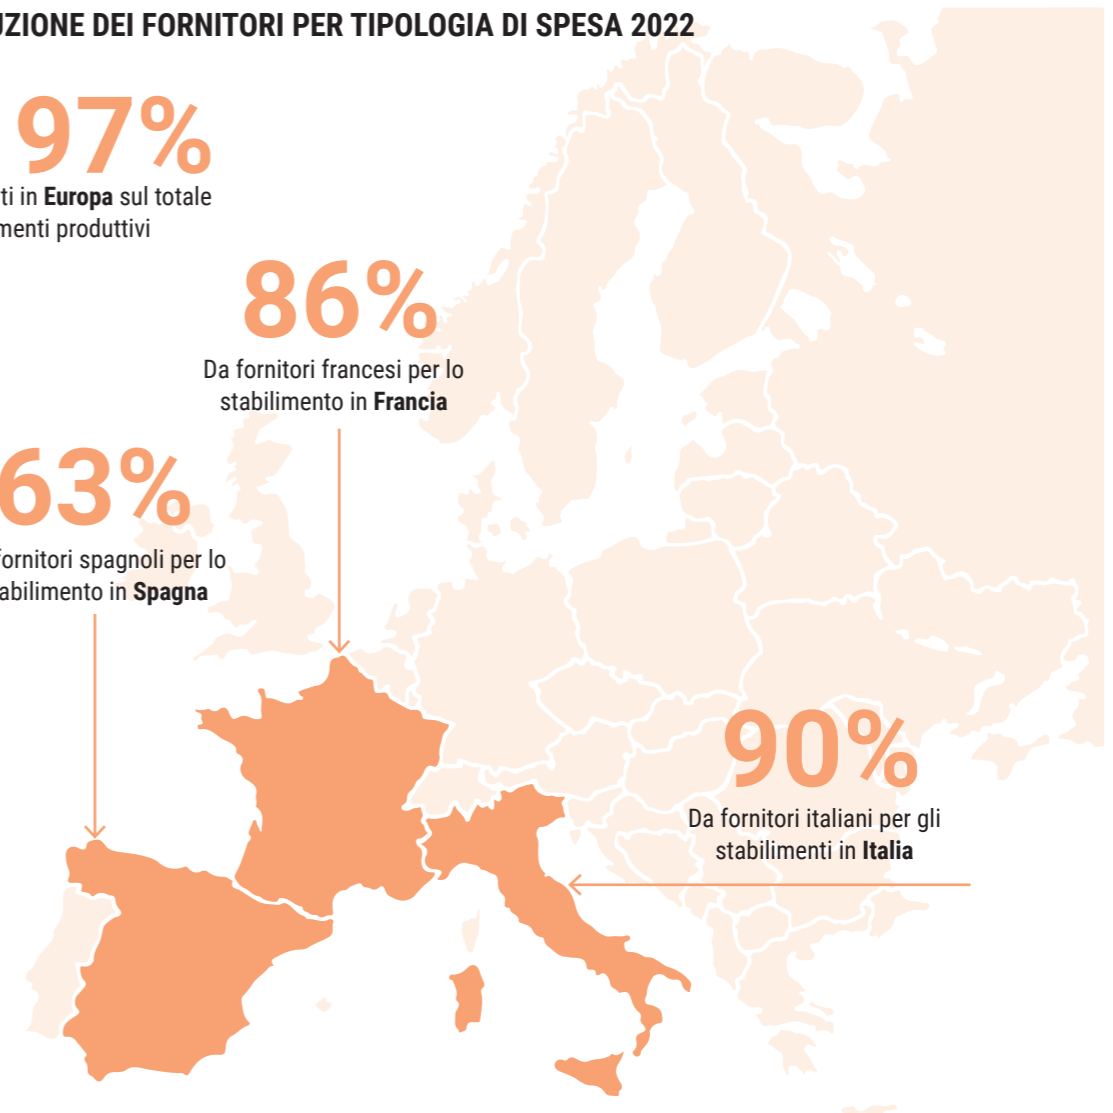 UZIONE DEI FORNITORI PER TIPOLOGIA DI SPESA 2022
97%
ti in Europa sul totale
menti produttivi
86%
Da fornitori francesi per lo
stabilimento in Francia
63%
fornitori spagnoli per lo
abilimento in Spagna
90%
Da fornitori italiani per gli
stabilimenti in Italia